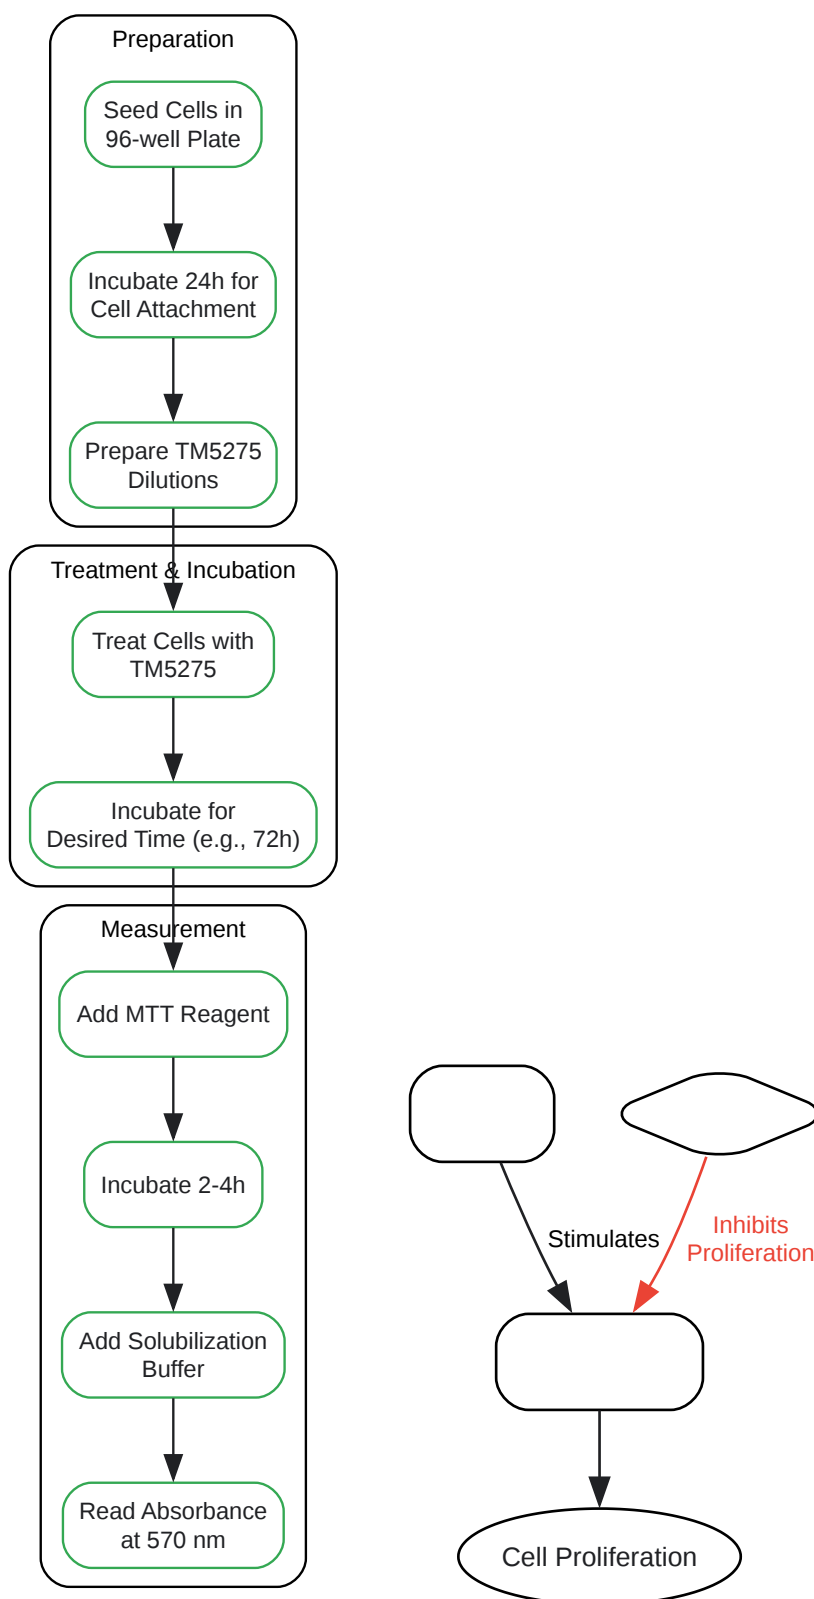 Preparation
Seed Cells in
96-well Plate
Incubate 24h for
Cell Attachment
Prepare TM5275
Dilutions
Treatment & Incubation
Treat Cells with
TM5275
Incubate for
Desired Time (e.g., 72h)
Measurement
Add MTT Reagent
Incubate 2-4h
Add Solubilization
Buffer
Read Absorbance
at 570 nm
Stimulates
Inhibits
Proliferation
Cell Proliferation